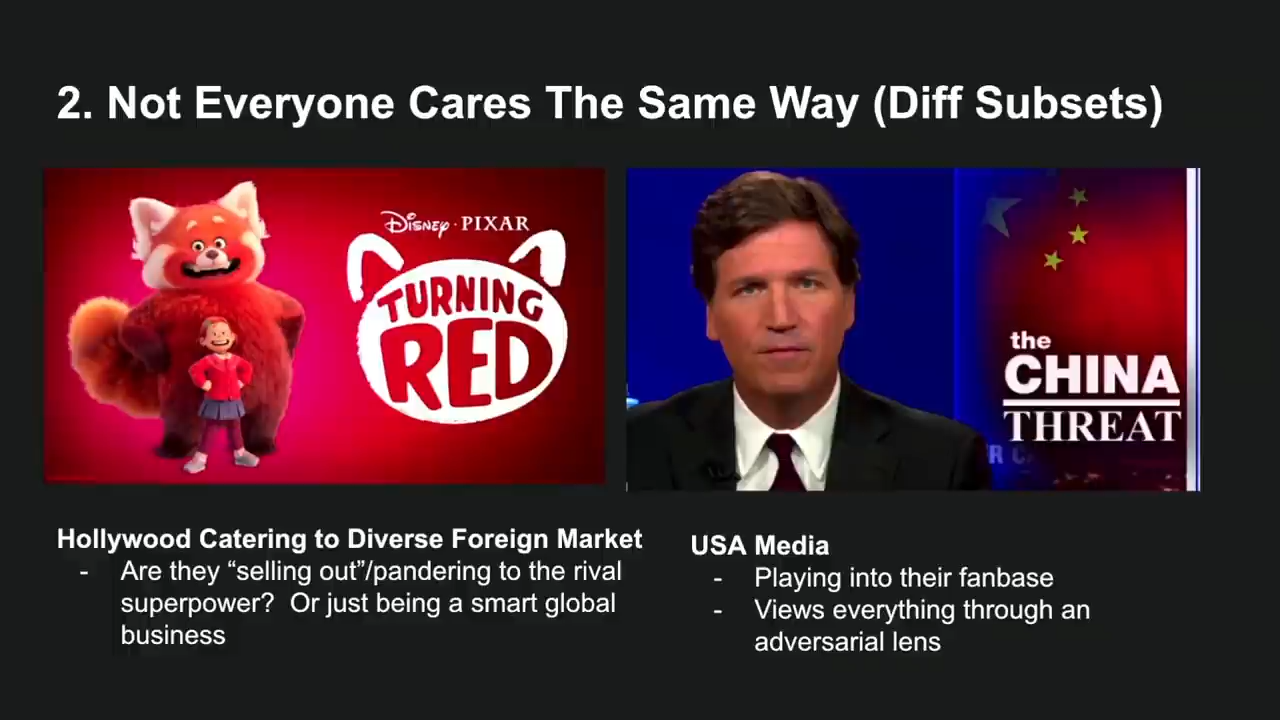 2. Not Everyone Cares The Same Way (Diff Subsets)
Disney · PIXAR
TURNING
RED
the
CHINA
THREAT
Hollywood Catering to Diverse Foreign Market
- Are they “selling out”/pandering to the rival
superpower?  Or just being a smart global
business
USA Media
- Playing into their fanbase
- Views everything through an
adversarial lens